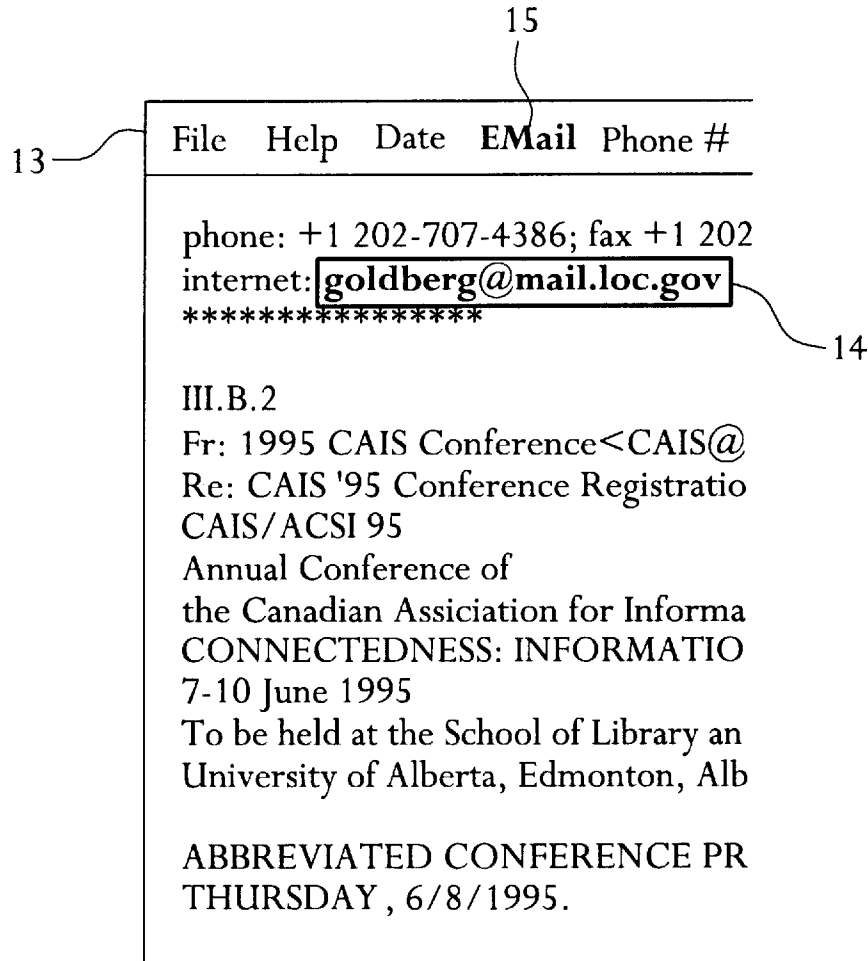 15
13
File Help Date EMail Phone #
phone: +1 202-707-4386; fax +1 202
internet: goldberg@mail.loc.gov
****************
14
III.B.2
Fr: 1995 CAIS Conference<CAIS@
Re: CAIS '95 Conference Registratio
CAIS/ACSI 95
Annual Conference of
the Canadian Assiciation for Informa
CONNECTEDNESS: INFORMATIO
7-10 June 1995
To be held at the School of Library an
University of Alberta, Edmonton, Alb
ABBREVIATED CONFERENCE PR
THURSDAY , 6/8/1995.